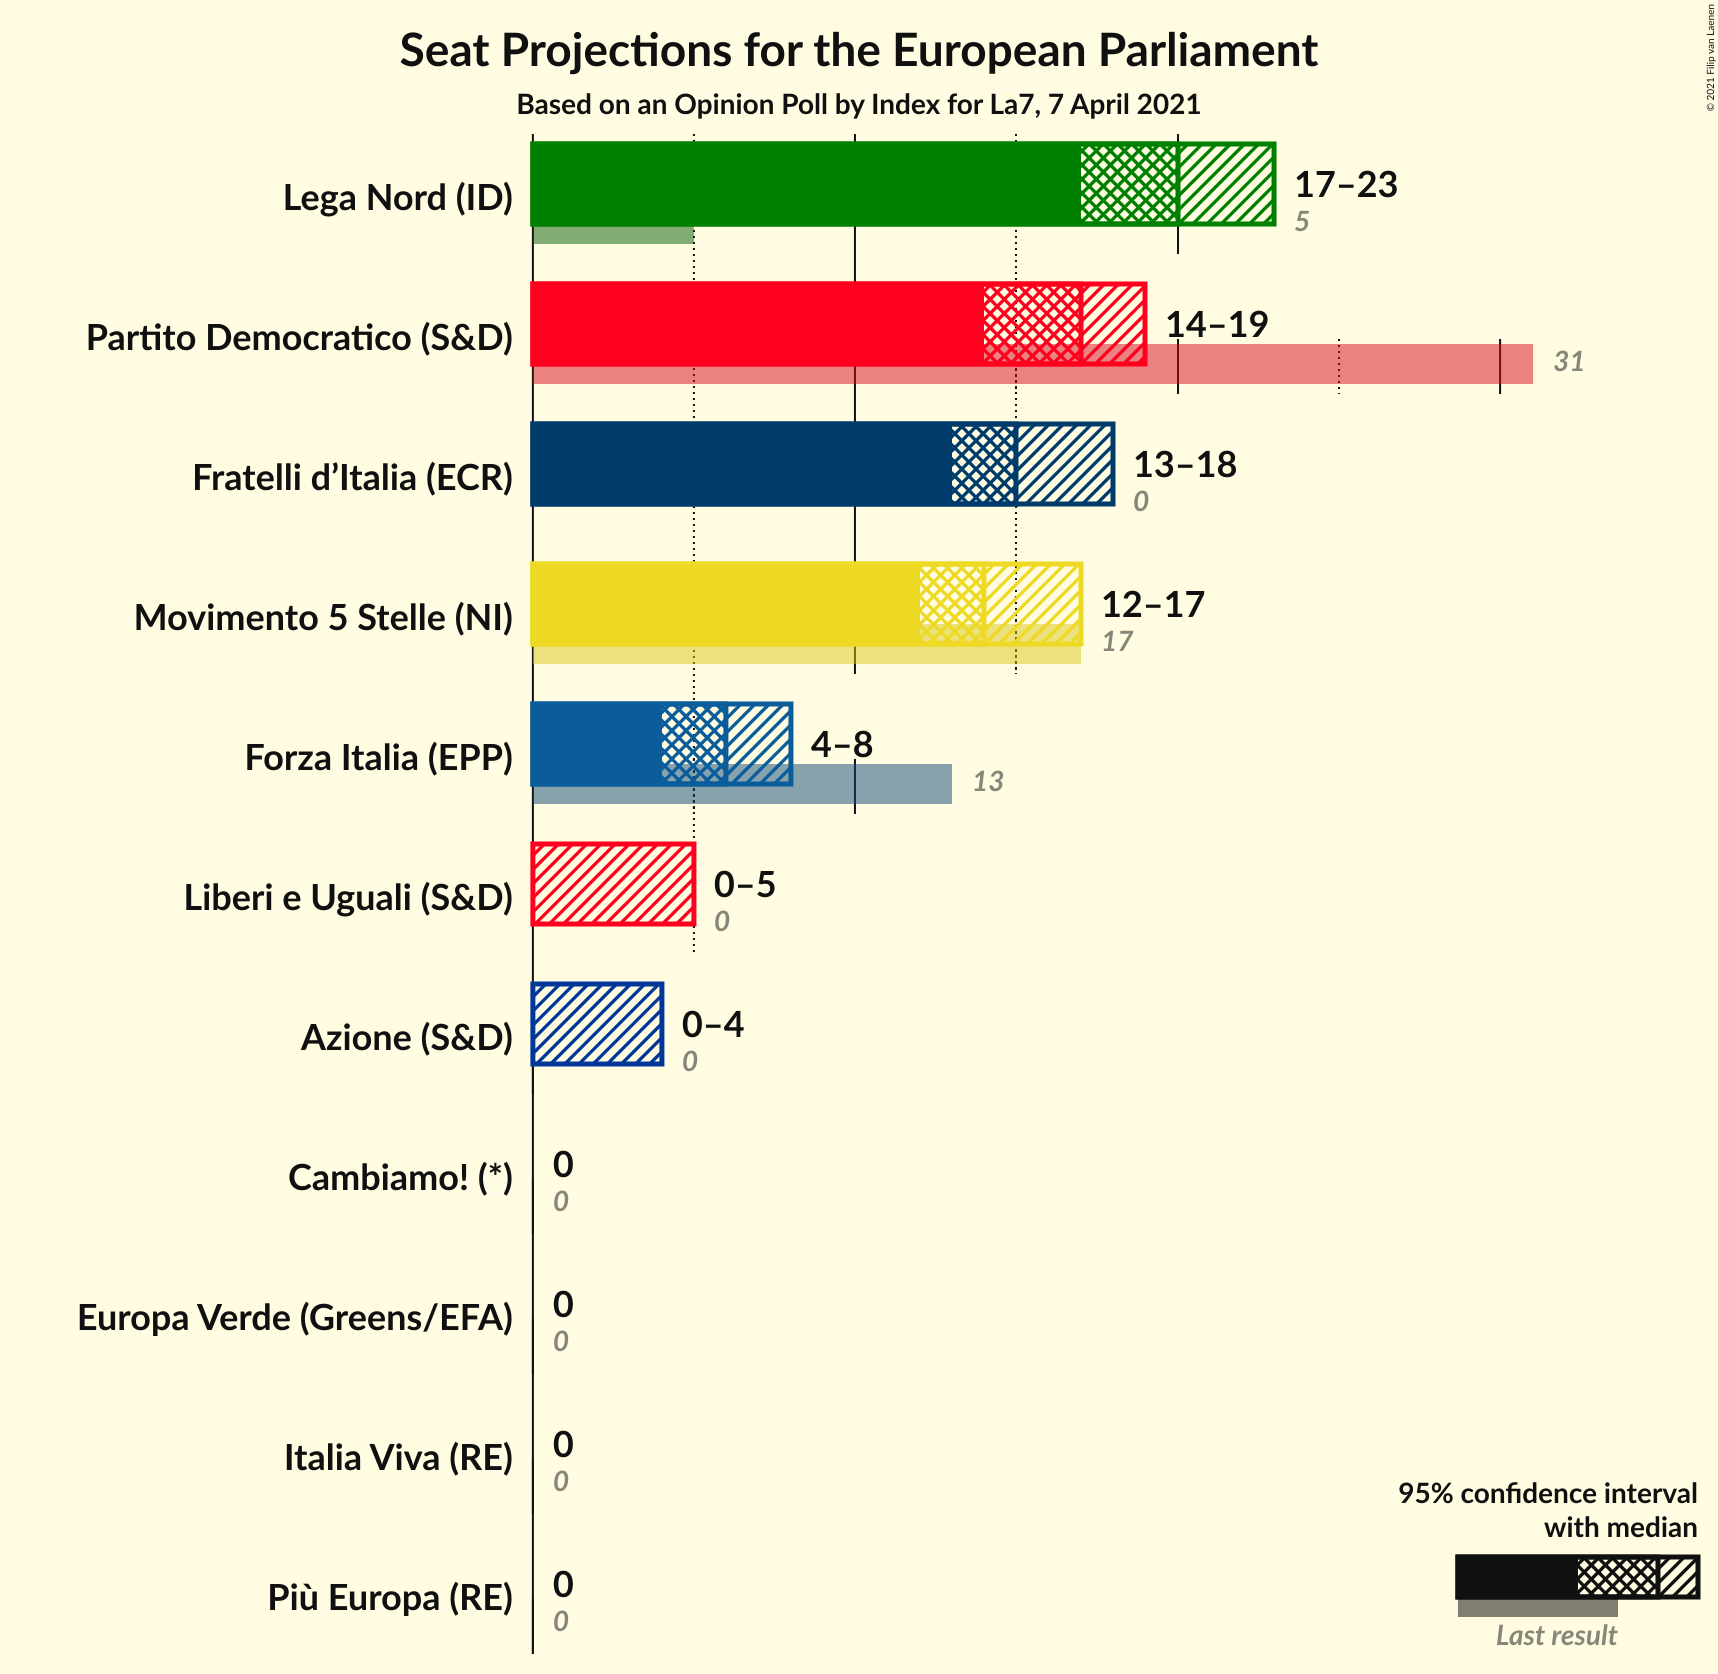 Seat Projections for the European Parliament
Based on an Opinion Poll by Index for La7, 7 April 2021
© 2021 Filip van Laenen
Lega Nord (ID)
17–23
5
Partito Democratico (S&D)
14–19
31
Fratelli d’Italia (ECR)
13–18
0
Movimento 5 Stelle (NI)
12–17
17
Forza Italia (EPP)
4–8
13
Liberi e Uguali (S&D)
0–5
0
Azione (S&D)
0–4
0
Cambiamo! (*)
0
0
Europa Verde (Greens/EFA)
0
0
Italia Viva (RE)
0
0
Più Europa (RE)
0
0
95% confidence interval
with median
Last result